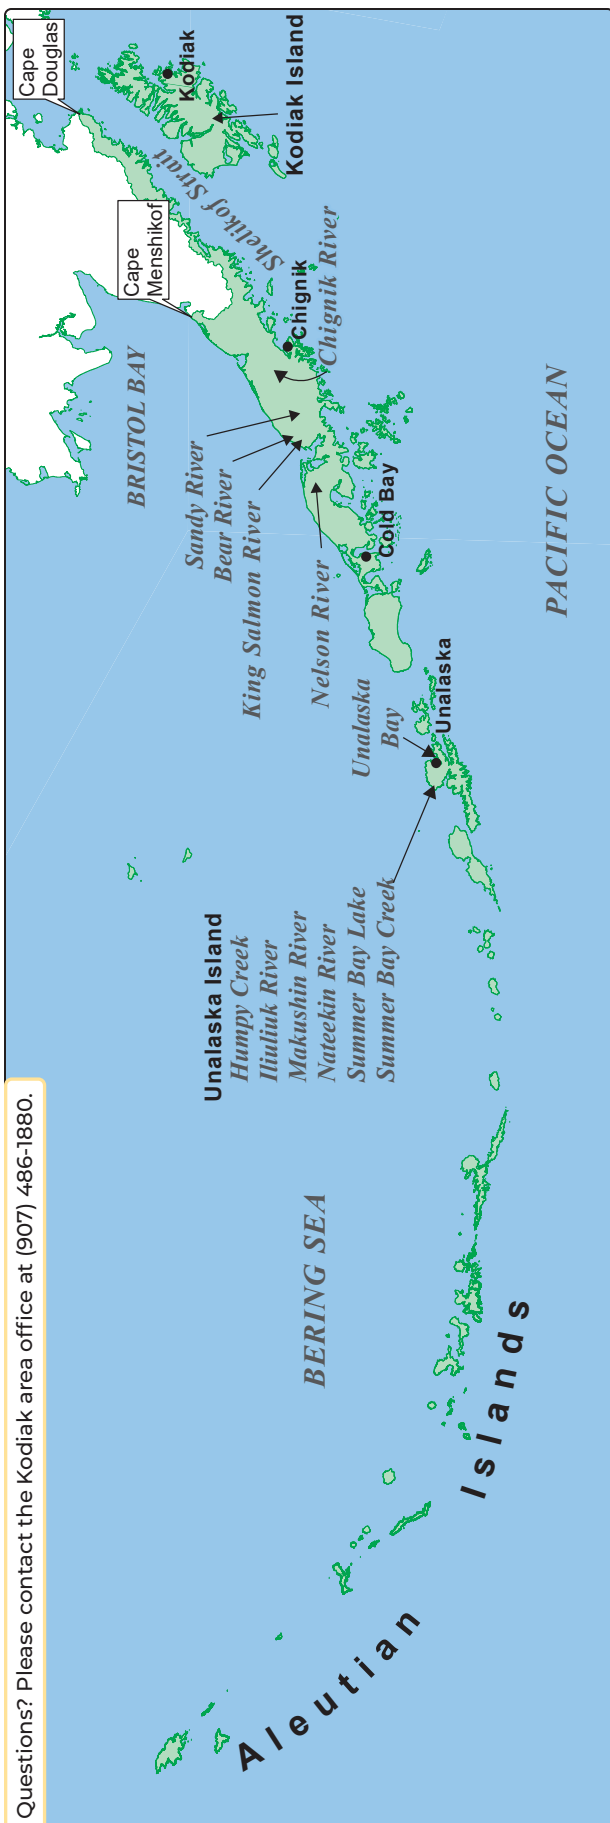 Questions? Please contact the Kodiak area office at (907) 486-1880.
Cape
Douglas
Kodiak
Kodiak Island
Shelikof Strait
Cape
Menshikof
Chignik
Chignik River
BRISTOL BAY
Sandy River
Bear River
King Salmon River
Nelson River
Cold Bay
PACIFIC OCEAN
Unalaska
Bay
Unalaska
Unalaska Island
Humpy Creek
Iliuliuk River
Makushin River
Nateekin River
Summer Bay Lake
Summer Bay Creek
BERING SEA
Aleutian
Islands